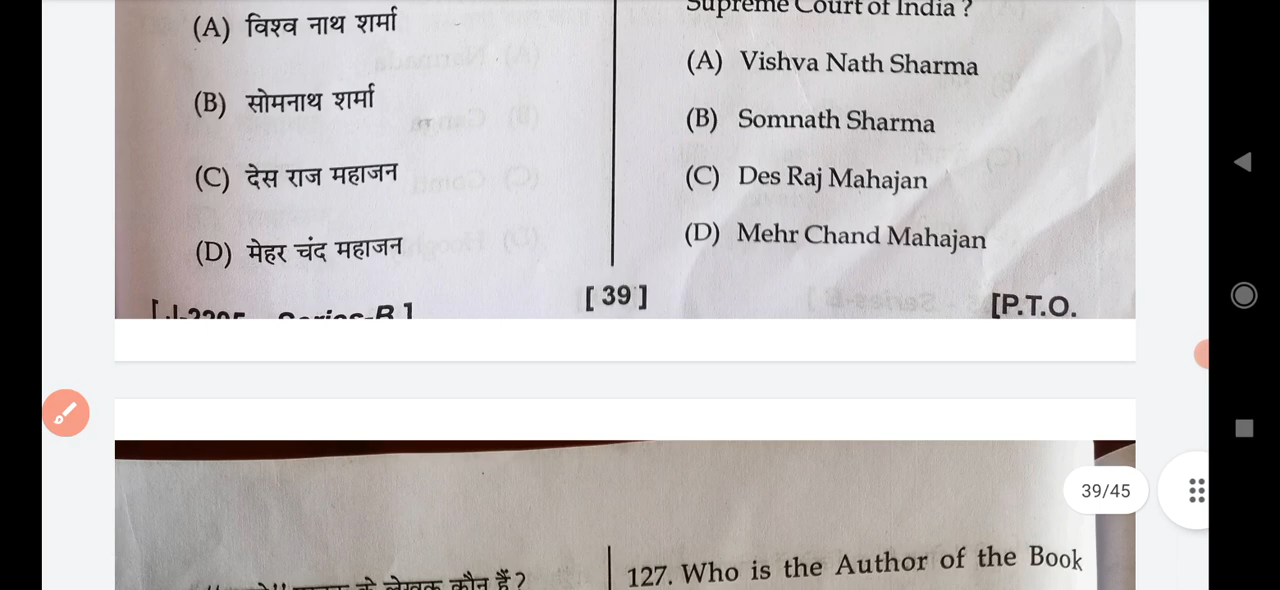 (A) विश्व नाथ शर्मा
(B) सोमनाथ शर्मा
(C) देस राज महाजन
(D) मेहर चंद महाजन
Supreme Court of India ?
(A) Vishva Nath Sharma
(B) Somnath Sharma
(C) Des Raj Mahajan
(D) Mehr Chand Mahajan
[ 39 ]
[P.T.O.
39/45
के लेखक कौन हैं ?
127. Who is the Author of the Book